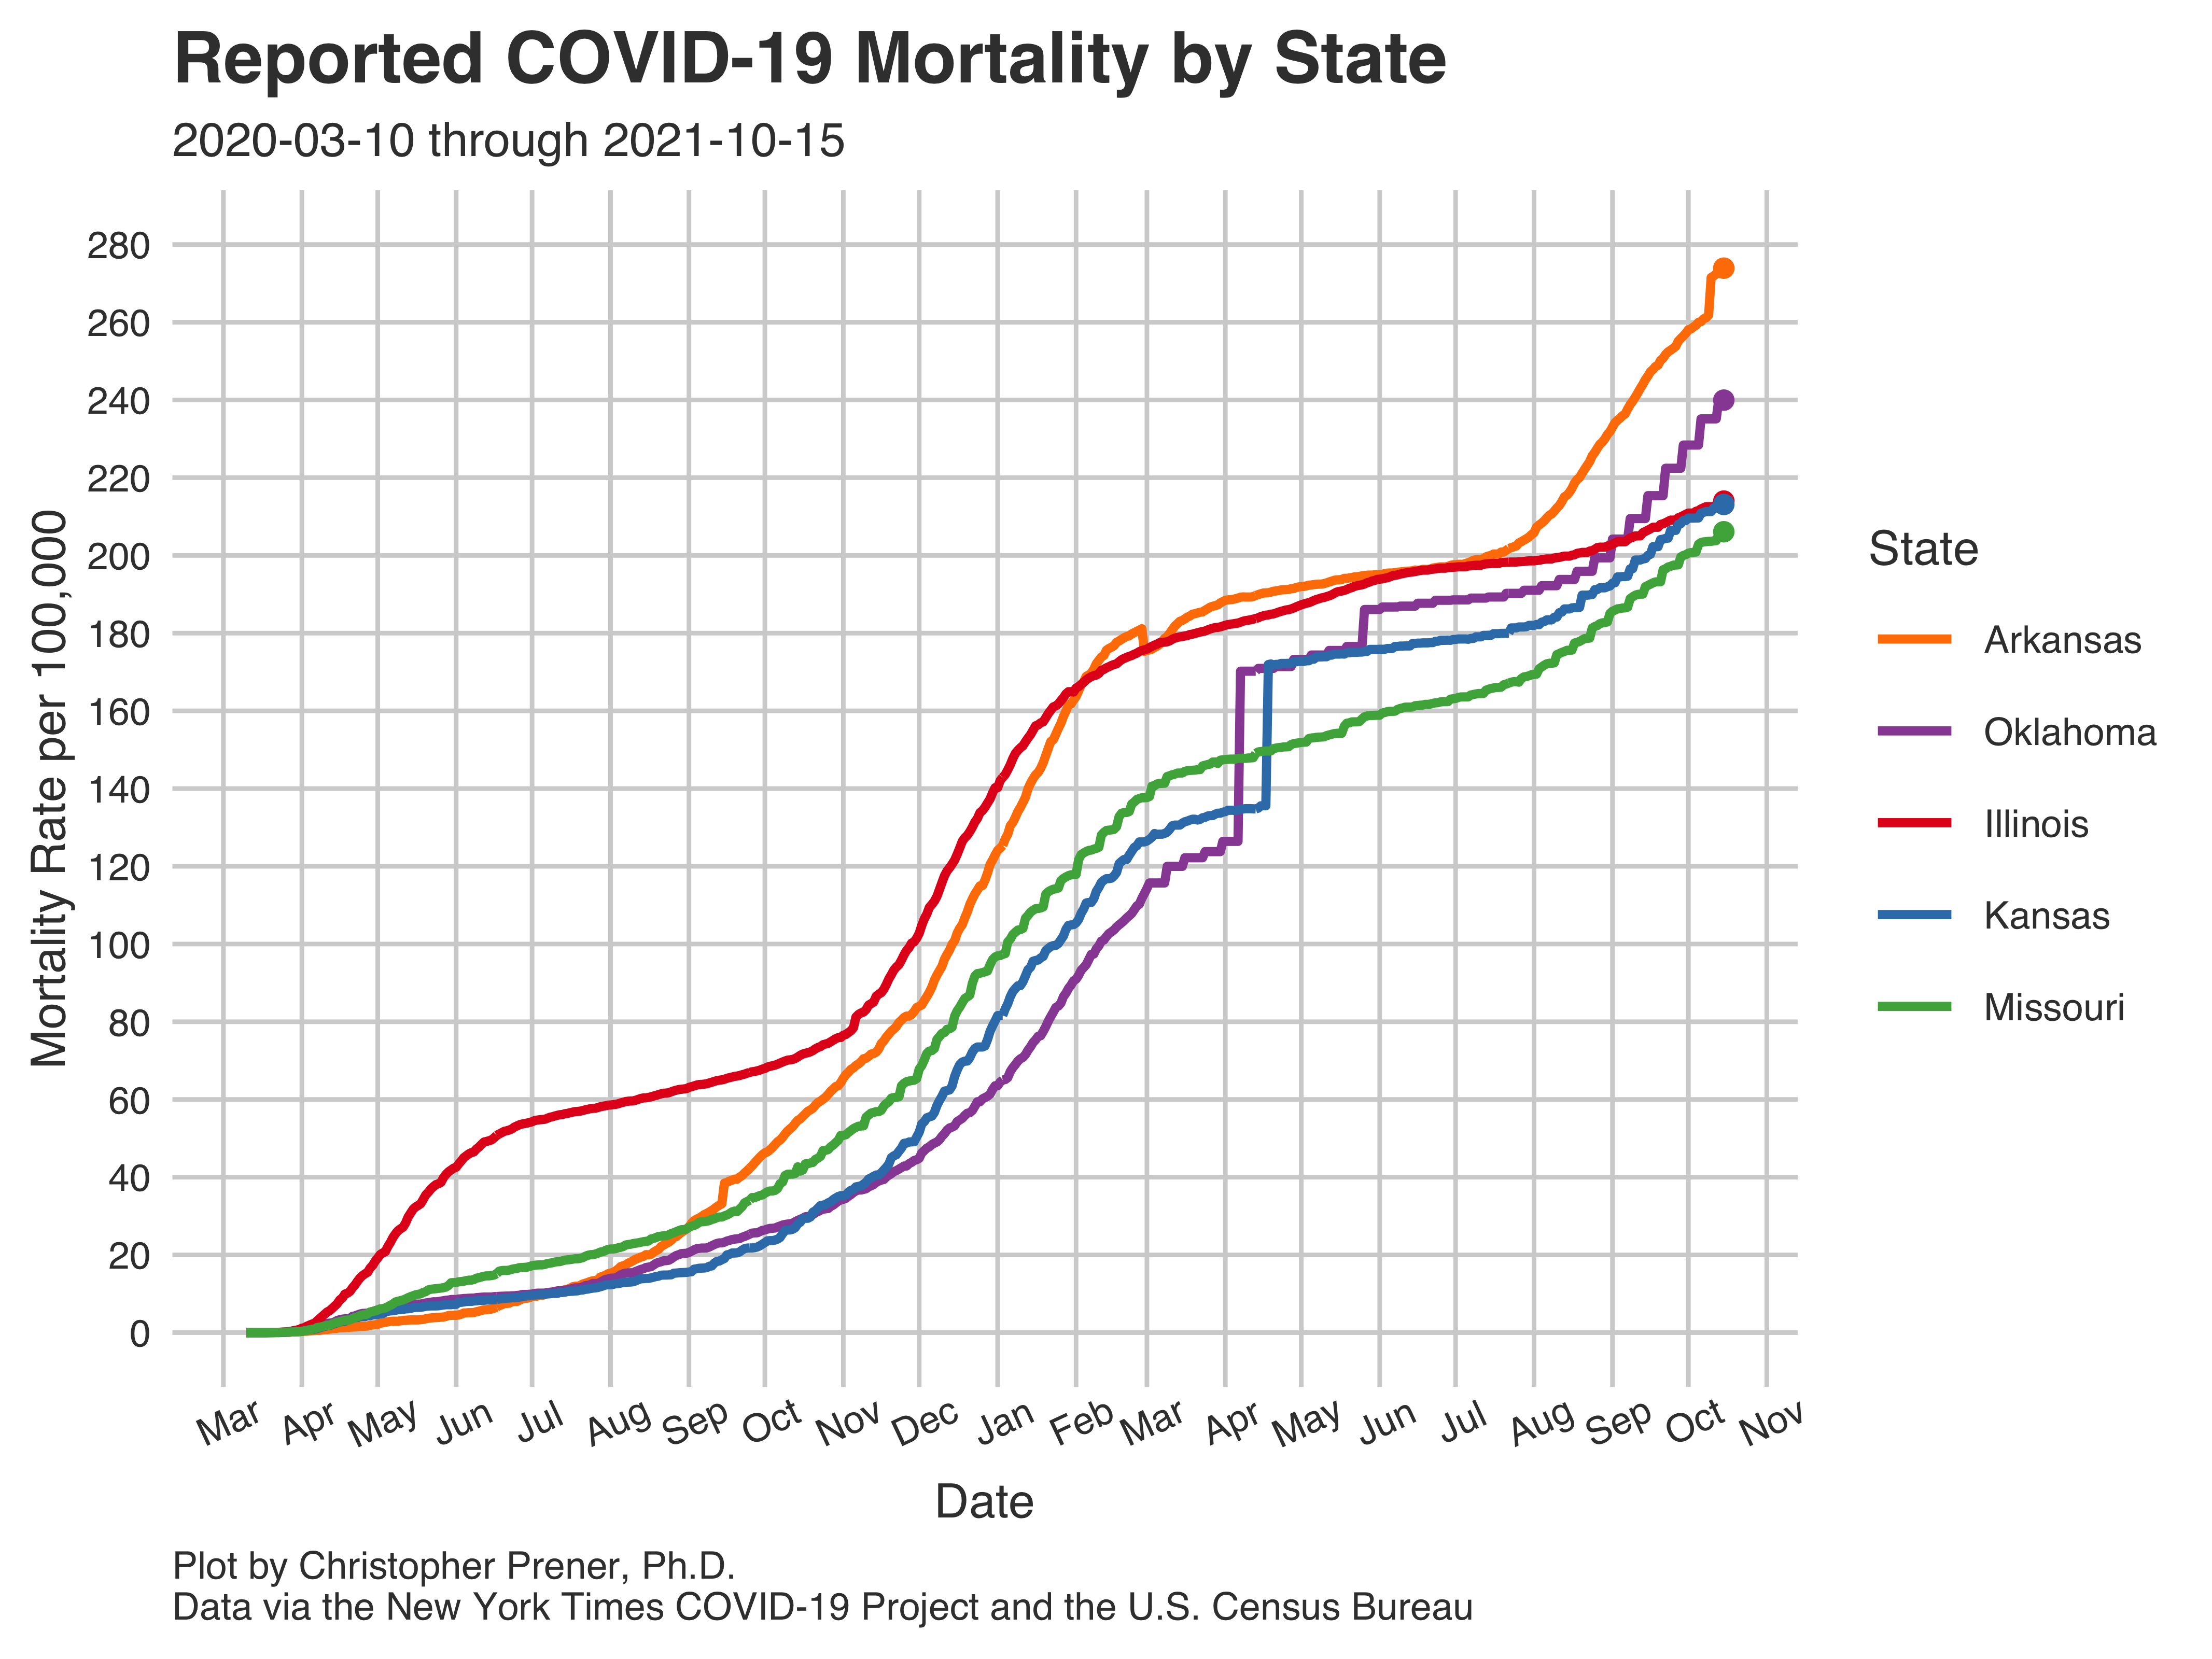 Reported COVID-19 Mortality by State
2020-03-10 through 2021-10-15
Mortality Rate per 100,000
280
260
240
220
200
180
160
140
120
100
80
60
40
20
0
Mar Apr May Jun Jul Aug Sep Oct Nov Dec Jan Feb Mar Apr May Jun Jul Aug Sep Oct Nov
Date
State
Arkansas
Oklahoma
Illinois
Kansas
Missouri
Plot by Christopher Prener, Ph.D.
Data via the New York Times COVID-19 Project and the U.S. Census Bureau